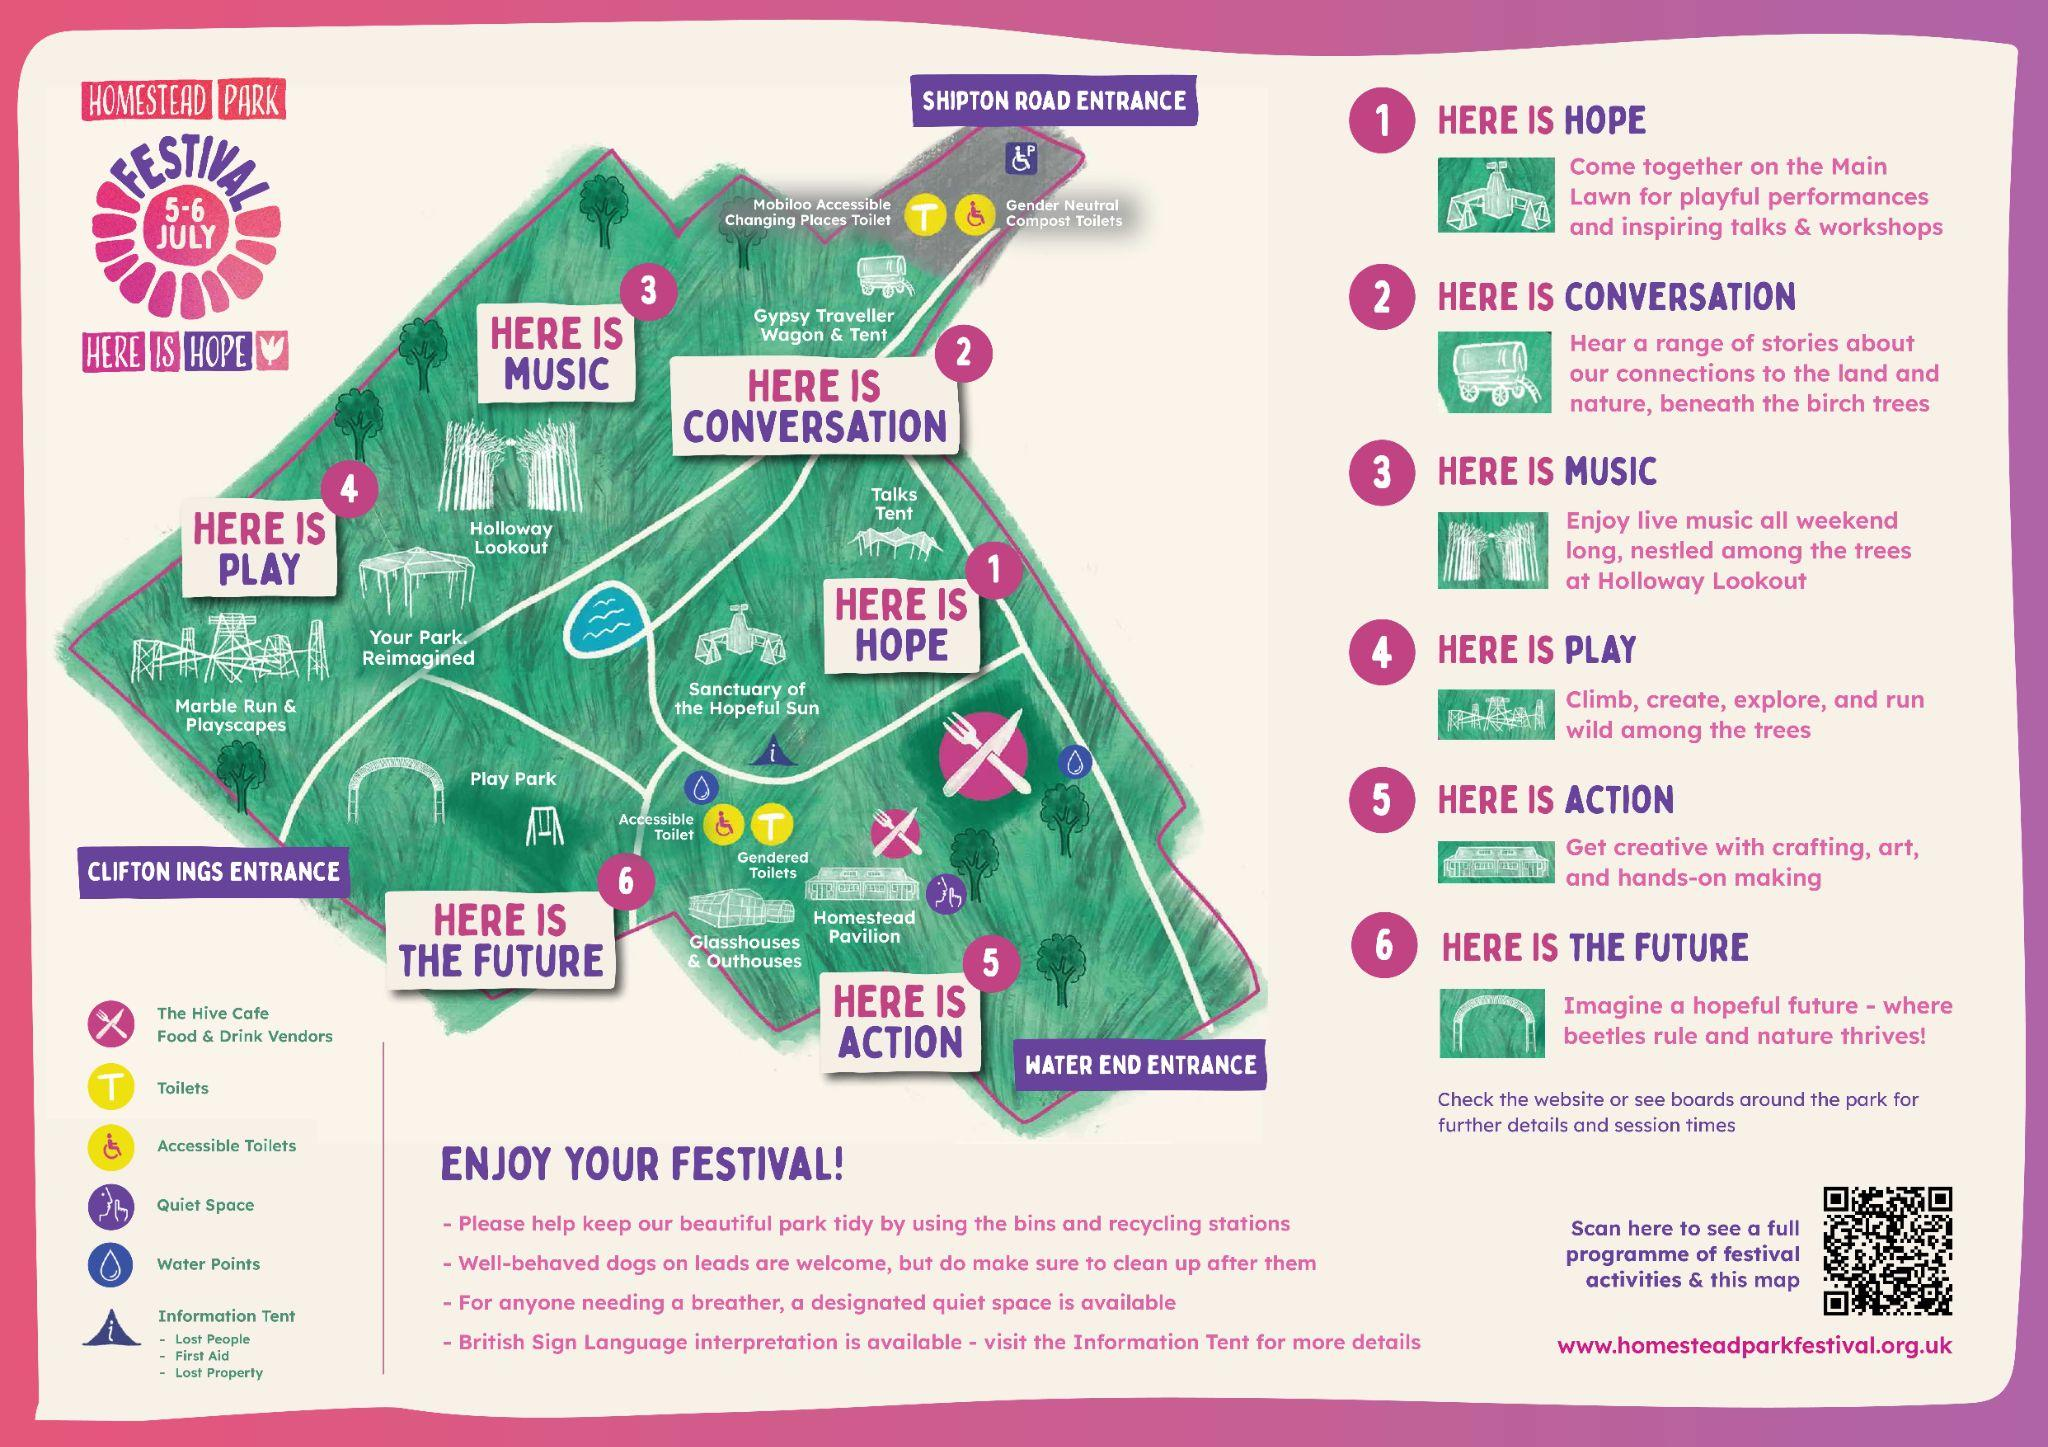 HOMESTEAD PARK
FESTIVAL
5-6
JULY
HERE IS HOPE
SHIPTON ROAD ENTRANCE
P
Mobiloo Accessible
Changing Places Toilet
T
Gender Neutral
Compost Toilets
Gypsy Traveller
Wagon & Tent
3
HERE IS
MUSIC
2
HERE IS
CONVERSATION
Holloway
Lookout
4
HERE IS
PLAY
Talks
Tent
1
HERE IS
HOPE
Your Park.
Reimagined
Marble Run &
Playscapes
Sanctuary of
the Hopeful Sun
i
Play Park
Accessible
Toilet
T
Gendered
Toilets
CLIFTON INGS ENTRANCE
6
HERE IS
THE FUTURE
Glasshouses
& Outhouses
Homestead
Pavilion
5
HERE IS
ACTION
WATER END ENTRANCE
The Hive Cafe
Food & Drink Vendors
T
Toilets
Accessible Toilets
Quiet Space
Water Points
i
Information Tent
- Lost People
- First Aid
- Lost Property
ENJOY YOUR FESTIVAL!
- Please help keep our beautiful park tidy by using the bins and recycling stations
- Well-behaved dogs on leads are welcome, but do make sure to clean up after them
- For anyone needing a breather, a designated quiet space is available
- British Sign Language interpretation is available - visit the Information Tent for more details
1
HERE IS HOPE
Come together on the Main
Lawn for playful performances
and inspiring talks & workshops
2
HERE IS CONVERSATION
Hear a range of stories about
our connections to the land and
nature, beneath the birch trees
3
HERE IS MUSIC
Enjoy live music all weekend
long, nestled among the trees
at Holloway Lookout
4
HERE IS PLAY
Climb, create, explore, and run
wild among the trees
5
HERE IS ACTION
Get creative with crafting, art,
and hands-on making
6
HERE IS THE FUTURE
Imagine a hopeful future - where
beetles rule and nature thrives!
Check the website or see boards around the park for
further details and session times
Scan here to see a full
programme of festival
activities & this map
www.homesteadparkfestival.org.uk